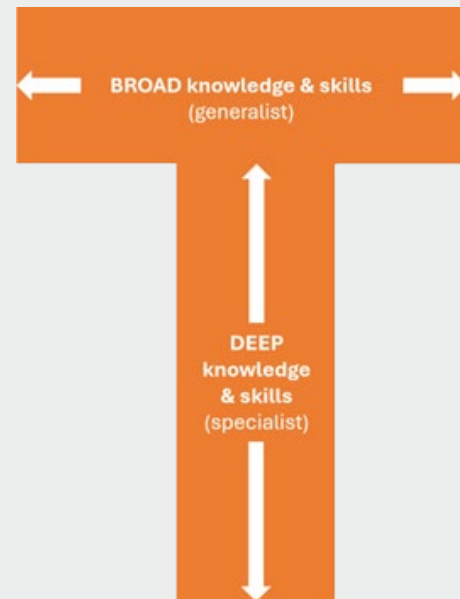 BROAD knowledge & skills
(generalist)
DEEP
knowledge
& skills
(specialist)